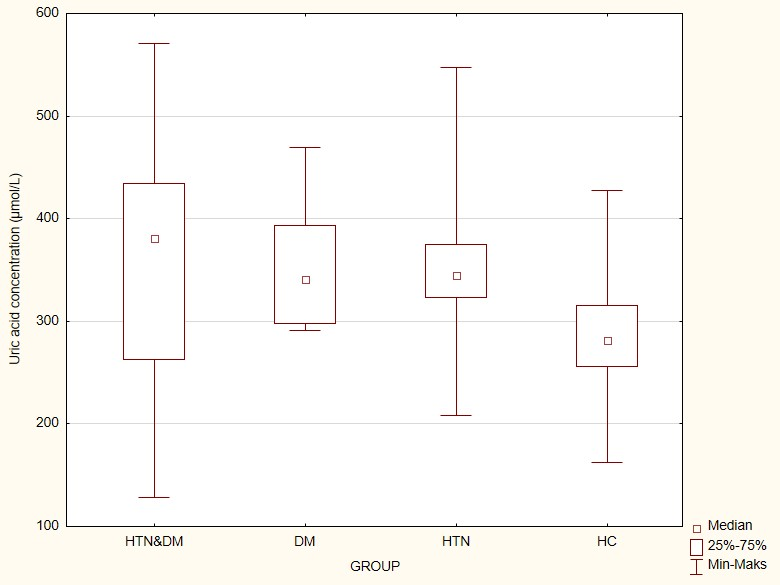 600
500
400
300
200
100
Uric acid concentration (µmol/L)
HTN&DM DM HTN HC
GROUP
Median
25%-75%
Min-Maks